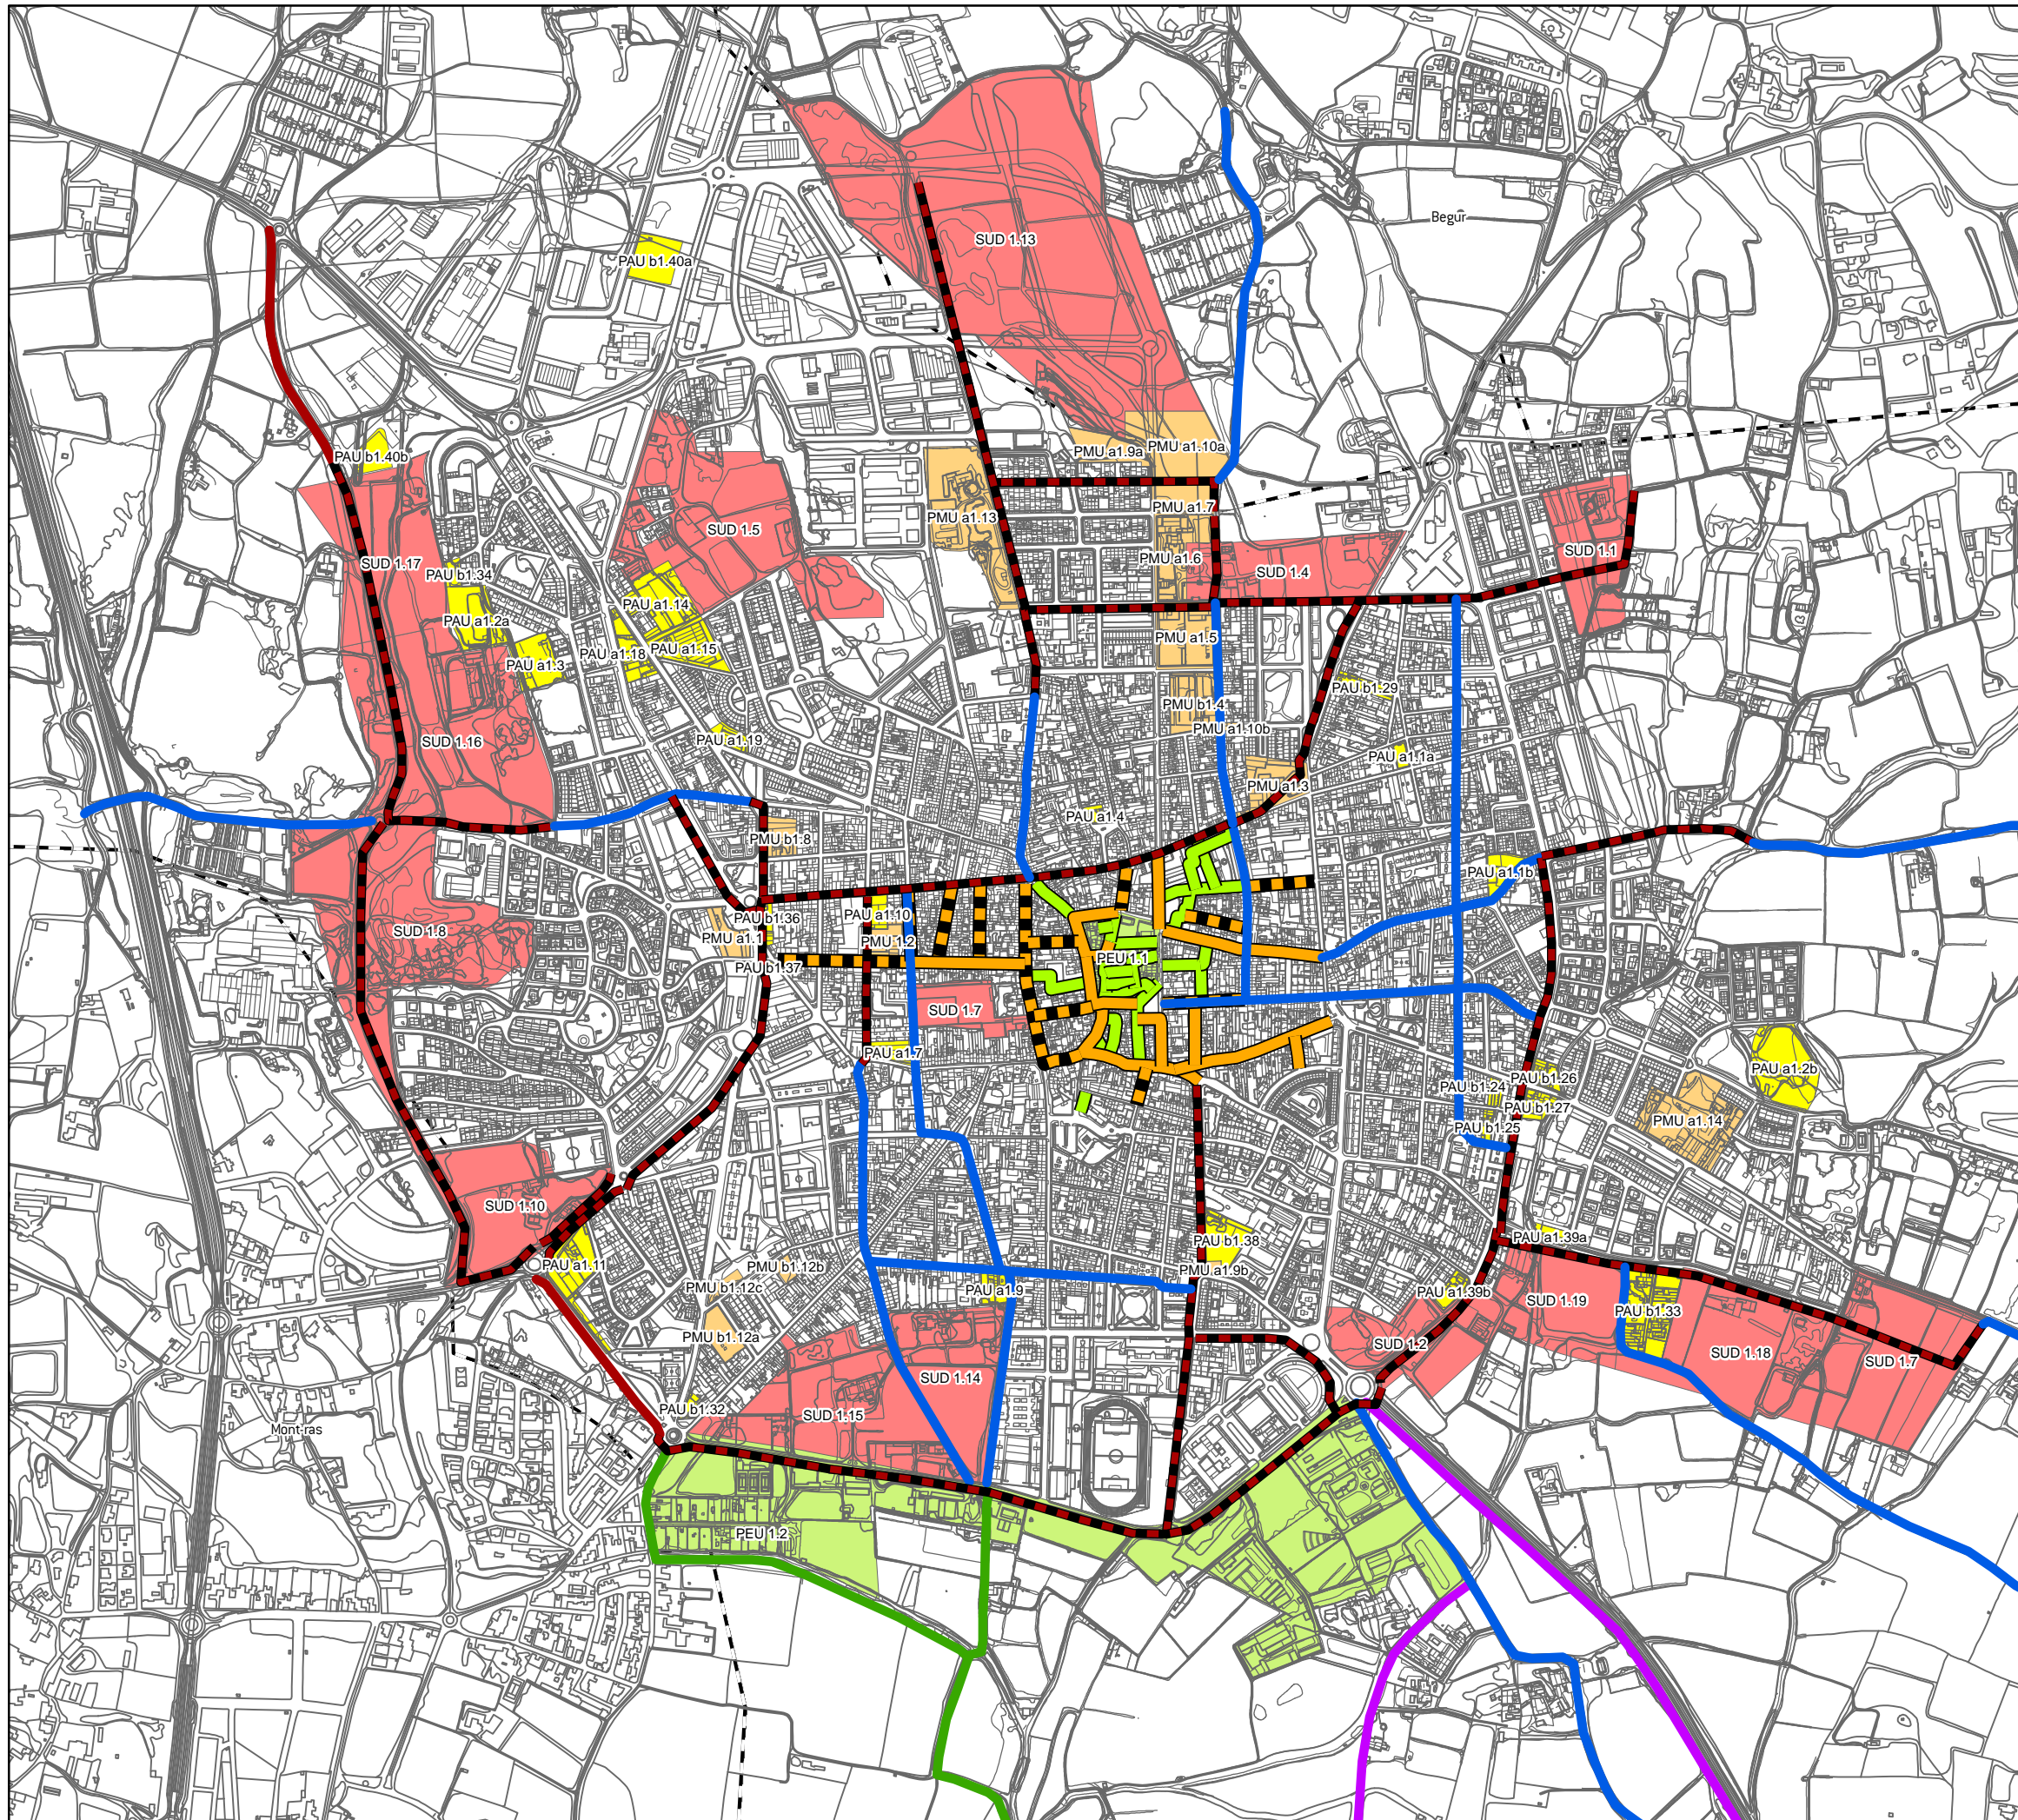 Begur
SUD 1.13
PAU b1.40a
PMU a1.10a
PMU a1.9a
PAU b1.40b
PMU a1.7
PMU a1.13
SUD 1.5
SUD 1.1
PMU a1.6
SUD 1.17
SUD 1.4
PAU b1.34
PAU a1.14
PAU a1.2a
PMU a1.5
PAU a1.18
PAU a1.15
PAU a1.3
PAU b1.29
PMU b1.4
PMU a1.10b
PAU a1.19
SUD 1.16
PAU a1.1a
PMU a1.3
PAU a1.4
PMU b1.8
PAU a1.1b
PAU a1.10
PAU b1.36
SUD 1.8
PMU a1.1
PMU 1.2
PEU 1.1
PAU b1.37
SUD 1.7
PAU a1.7
PAU a1.2b
PAU b1.26
PAU b1.24
PAU b1.27
PMU a1.14
PAU b1.25
SUD 1.10
PAU a1.39a
PAU b1.38
PAU a1.11
PMU b1.12b
PMU a1.9b
PMU b1.12c
PAU a1.9
PAU a1.39b
SUD 1.19
PAU b1.33
PMU b1.12a
SUD 1.2
SUD 1.18
SUD 1.7
SUD 1.14
PAU b1.32
SUD 1.15
Mont-ras
PEU 1.2